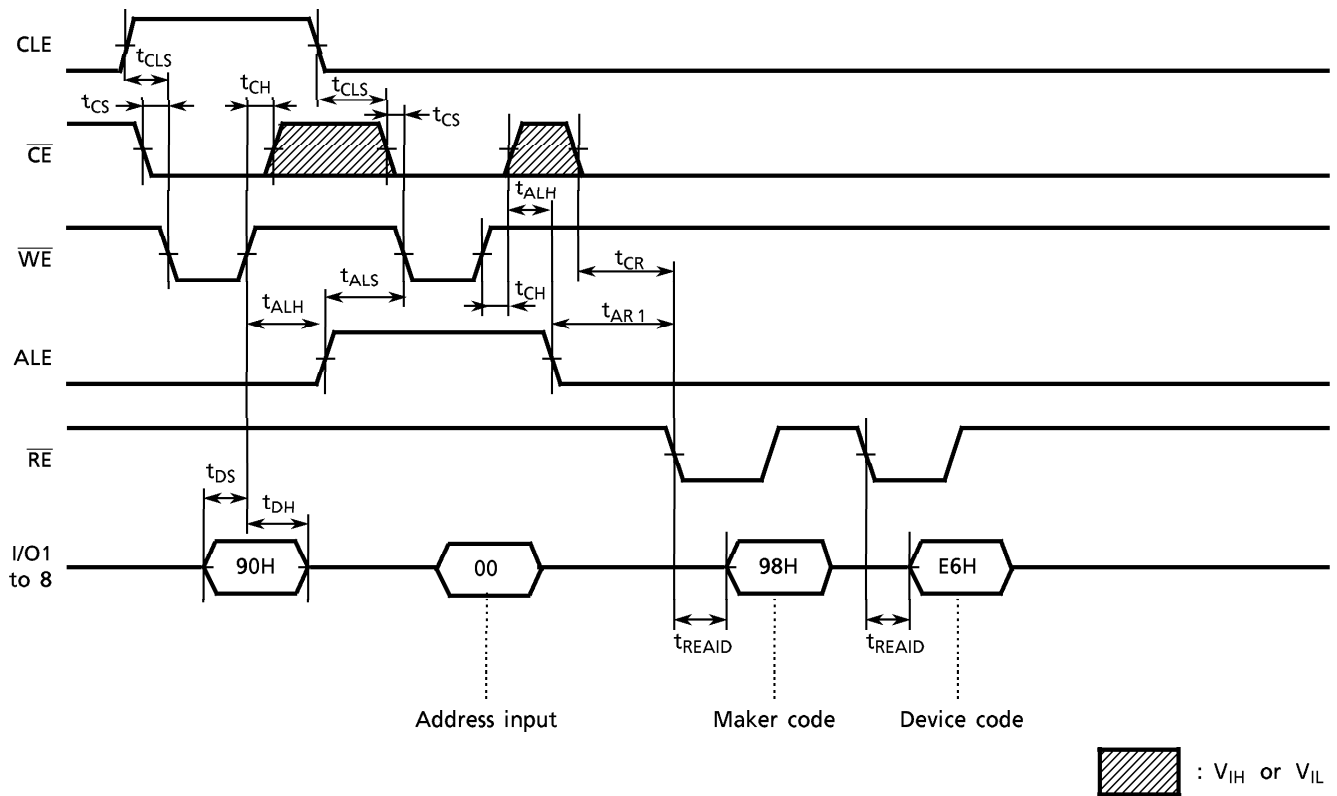 CLE
tCLS
tCH
tCLS
tCS
tCS
CE
tALH
WE
tCR
tALS
tCH
tALH
tAR 1
ALE
RE
tDS
tDH
I/O1
to 8
90H
00
98H
E6H
tREAID
tREAID
Address input
Maker code
Device code
: VIH or VIL